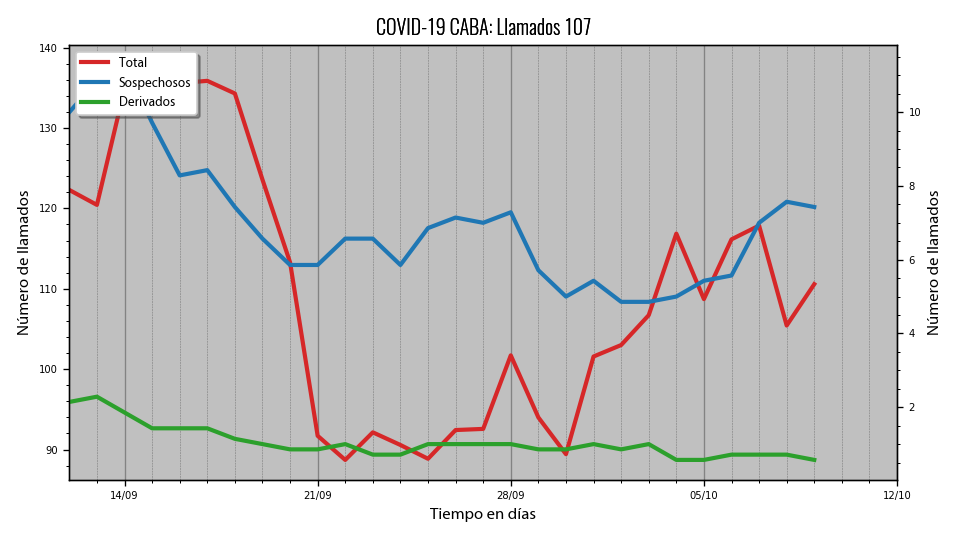 COVID-19 CABA: Llamados 107
Total
Sospechosos
Derivados
Número de llamados
140
130
120
110
100
90
10
8
6
4
2
Número de llamados
14/09
21/09
28/09
05/10
12/10
Tiempo en días